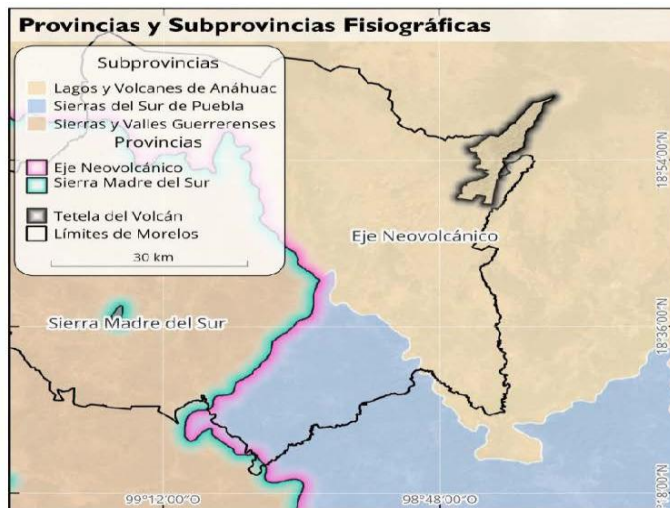 Provincias y Subprovincias Fisiográficas
Subprovincias
Lagos y Volcanes de Anáhuac
Sierras del Sur de Puebla
Sierras y Valles Guerrerenses
Provincias
Eje Neovolcánico
Sierra Madre del Sur
Tetela del Volcán
Límites de Morelos
30 km
Eje Neovolcánico
Sierra Madre del Sur
18°54'00"N
18°36'00"N
18'00"N
99°12'00"O
98°48'00"O